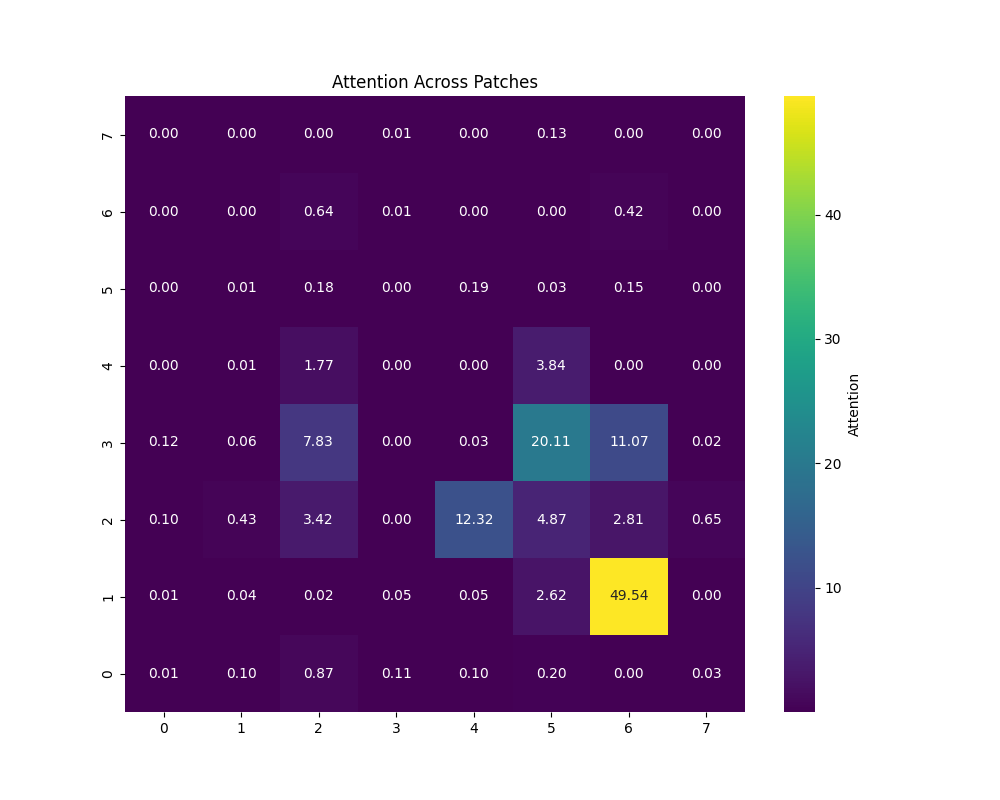 Attention Across Patches
7 0.00 0.00 0.00 0.01 0.00 0.13 0.00 0.00
6 0.00 0.00 0.64 0.01 0.00 0.00 0.42 0.00
5 0.00 0.01 0.18 0.00 0.19 0.03 0.15 0.00
4 0.00 0.01 1.77 0.00 0.00 3.84 0.00 0.00
3 0.12 0.06 7.83 0.00 0.03 20.11 11.07 0.02
2 0.10 0.43 3.42 0.00 12.32 4.87 2.81 0.65
1 0.01 0.04 0.02 0.05 0.05 2.62 49.54 0.00
0 0.01 0.10 0.87 0.11 0.10 0.20 0.00 0.03
0 1 2 3 4 5 6 7
40
30
20
10
Attention